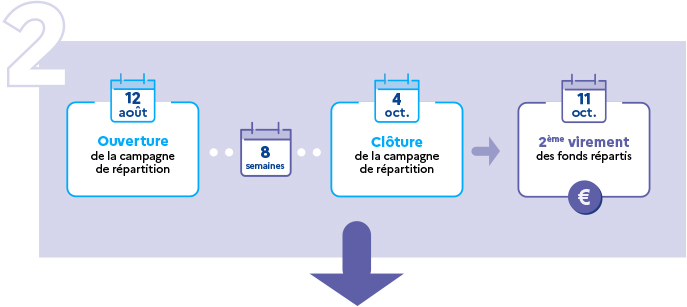 2
12
août
Ouverture
de la campagne
de répartition
8
semaines
4
oct.
Clôture
de la campagne
de répartition
11
oct.
2ème virement
des fonds répartis
€